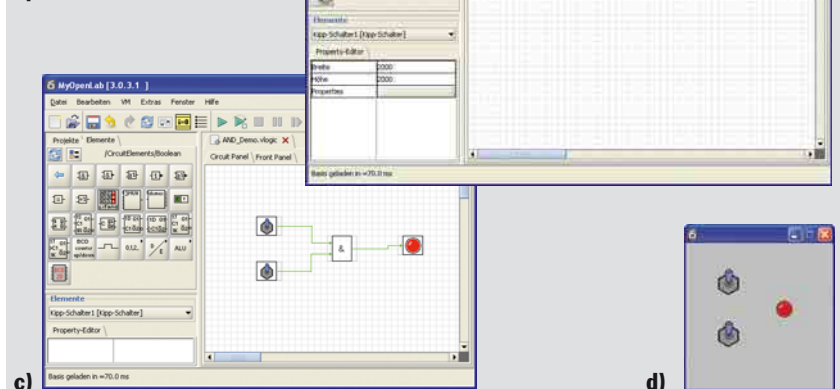 Elemente
Kipp-Schalter1 [Kipp-Schalter]
Property-Editor
Breite 2000
Höhe 2000
Properties
Basis geladen in =70.0 ms
MyOpenLab [3.0.3.1 ]
Datei Bearbeiten VM Extras Fenster Hilfe
Projekte Elemente
AND_Demo.vlogic
/CircuitElements/Boolean
Circuit Panel Front Panel
&
ALU
Elemente
Kipp-Schalter1 [Kipp-Schalter]
Property-Editor
Basis geladen in =70.0 ms
c)
d)